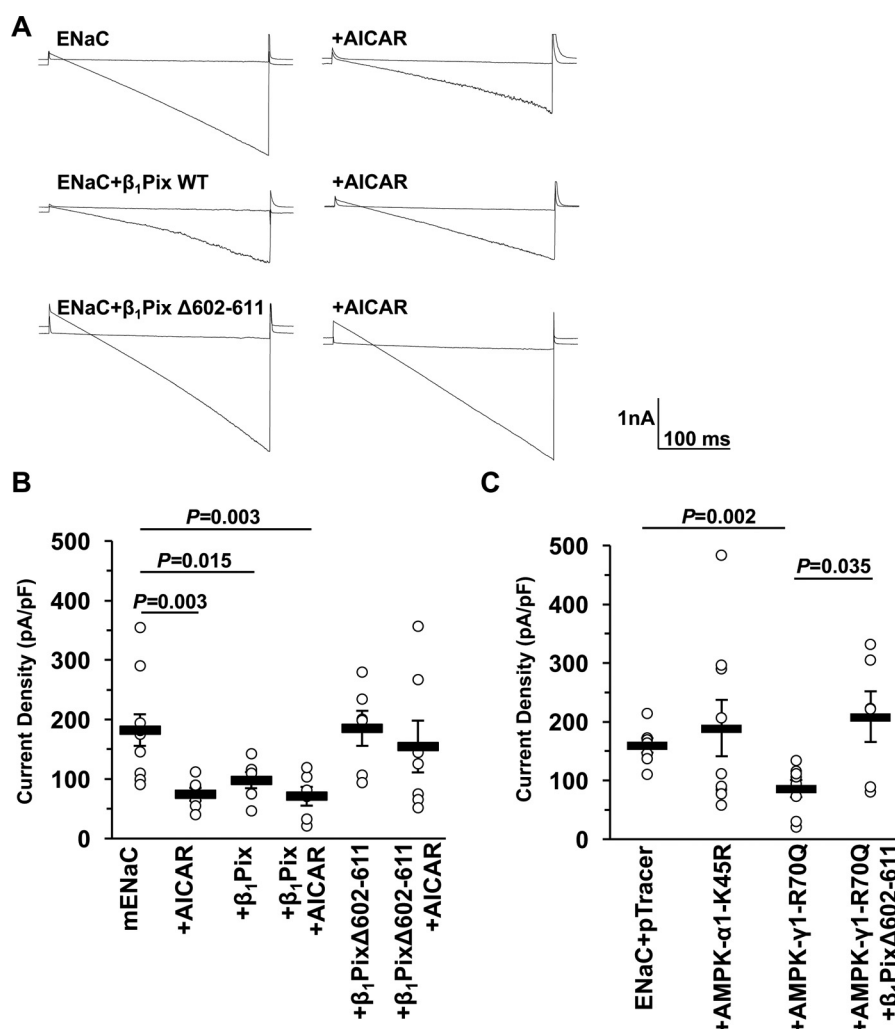 A
ENaC
+AICAR
ENaC+β₁Pix WT
+AICAR
ENaC+β₁Pix Δ602-611
+AICAR
1nA
100 ms
B
P=0.003
P=0.015
P=0.003
500
400
300
200
100
0
Current Density (pA/pF)
mENaC
+AICAR
+β₁Pix
+β₁Pix
+AICAR
+β₁PixΔ602-611
+β₁PixΔ602-611
+AICAR
C
P=0.002
P=0.035
500
400
300
200
100
0
Current Density (pA/pF)
ENaC+pTracer
+AMPK-α1-K45R
+AMPK-γ1-R70Q
+AMPK-γ1-R70Q
+β₁PixΔ602-611